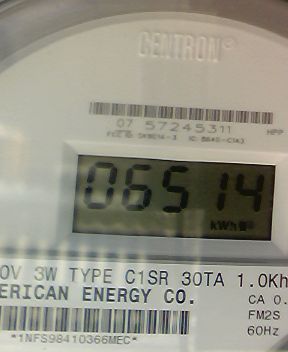 CENTRON®
07 57245311
HPP
06514
kWh
0V 3W TYPE C1SR 30TA 1.0Kh
ERICAN ENERGY CO.
CA 0.
FM2S
60Hz
*1NFS98410366MEC*